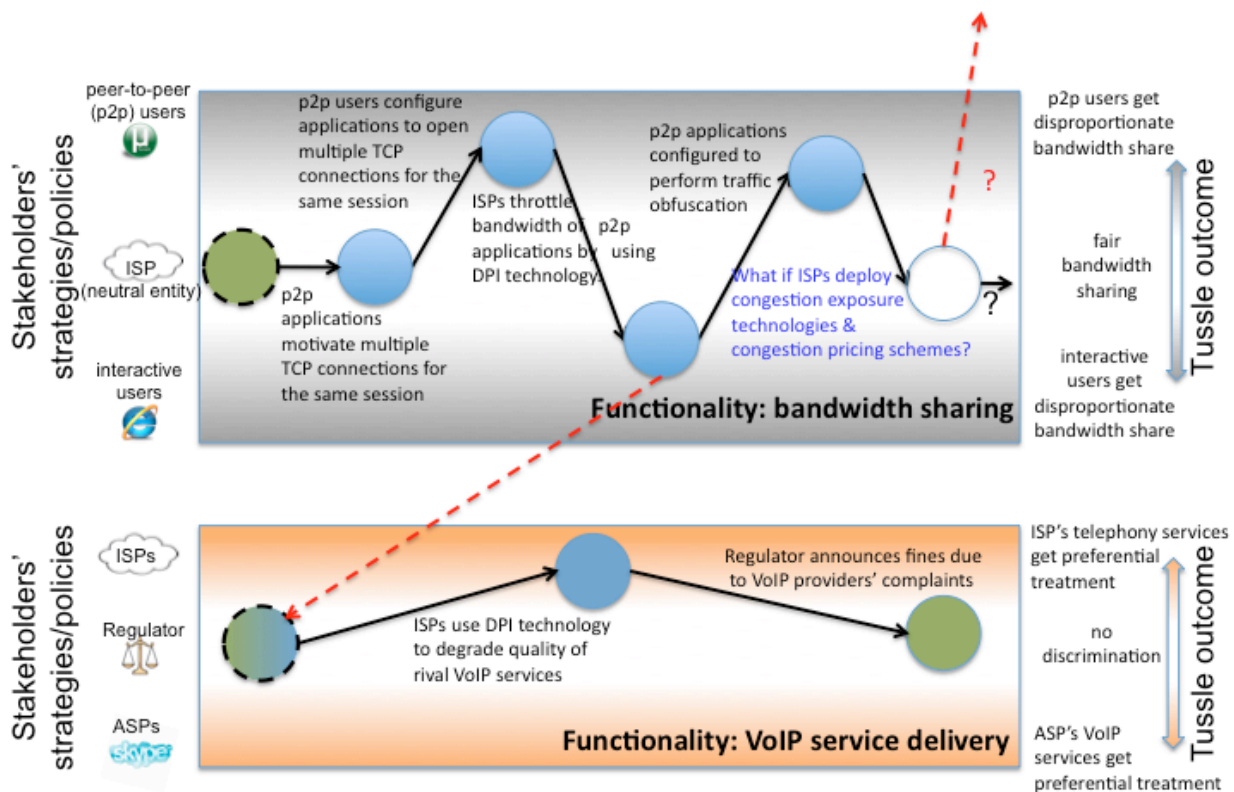 peer-to-peer
(p2p) users
µ
Stakeholders'
strategies/policies
ISP
(neutral entity)
interactive
users
p2p users configure
applications to open
multiple TCP
connections for the
same session
p2p
applications
motivate multiple
TCP connections for
the same session
ISPs throttle
bandwidth of p2p
applications by using
DPI technology.
p2p applications
configured to
perform traffic
obfuscation
What if ISPs deploy
congestion exposure
technologies &
congestion pricing schemes?
?
?
Functionality: bandwidth sharing
p2p users get
disproportionate
bandwidth share
fair
bandwidth
sharing
interactive
users get
disproportionate
bandwidth share
Tussle outcome
Stakeholders'
strategies/policies
ISPs
Regulator
ASPs
skype
ISPs use DPI technology
to degrade quality of
rival VoIP services
Regulator announces fines due
to VoIP providers' complaints
Functionality: VoIP service delivery
ISP's telephony services
get preferential
treatment
no
discrimination
ASP's VoIP
services get
preferential treatment
Tussle outcome